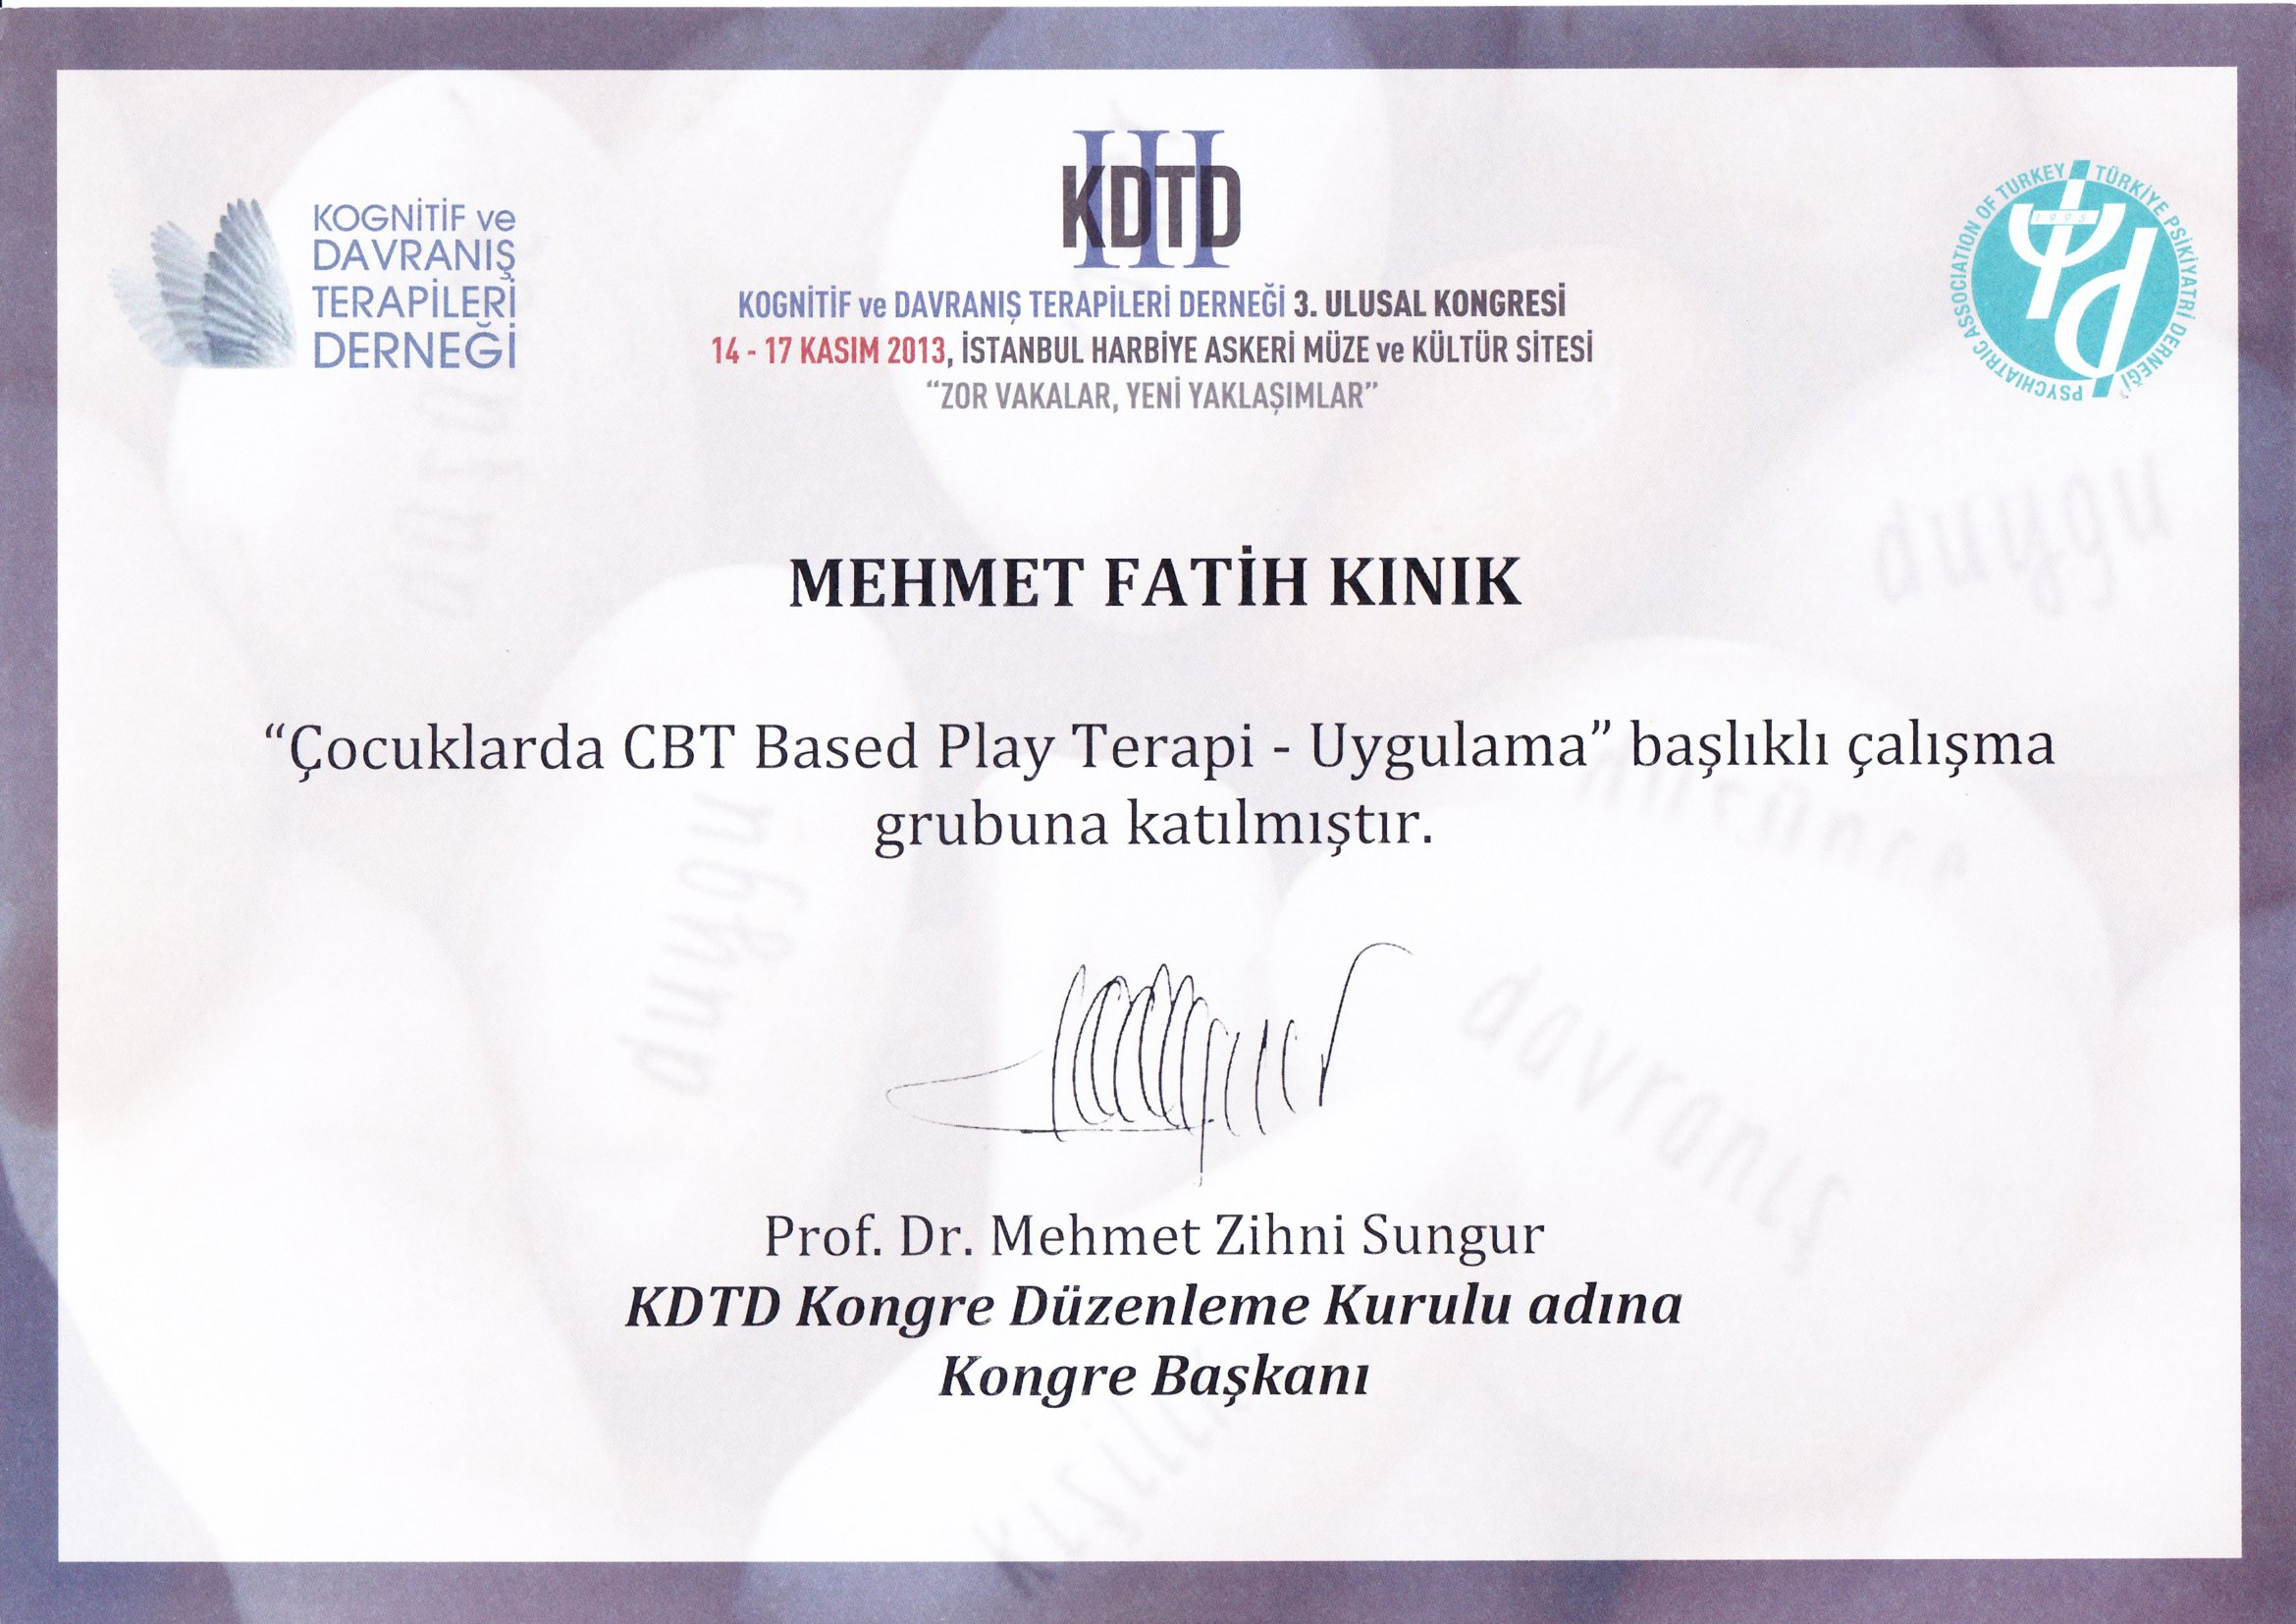 KOGNİTİF ve
DAVRANIŞ
TERAPİLERİ
DERNEĞİ
III
KDTD
KOGNİTİF ve DAVRANIŞ TERAPİLERİ DERNEĞİ 3. ULUSAL KONGRESİ
14 - 17 KASIM 2013, İSTANBUL HARBİYE ASKERİ MÜZE ve KÜLTÜR SİTESİ
“ZOR VAKALAR, YENİ YAKLAŞIMLAR”
PSYCHIATRIC ASSOCIATION OF TURKEY
TÜRKİYE PSİKİYATRİ DERNEĞİ
1995
duygu
MEHMET FATİH KINIK
“Çocuklarda CBT Based Play Terapi - Uygulama” başlıklı çalışma
grubuna katılmıştır.
düşünce
duygu
davranış
Prof. Dr. Mehmet Zihni Sungur
KDTD Kongre Düzenleme Kurulu adına
Kongre Başkanı